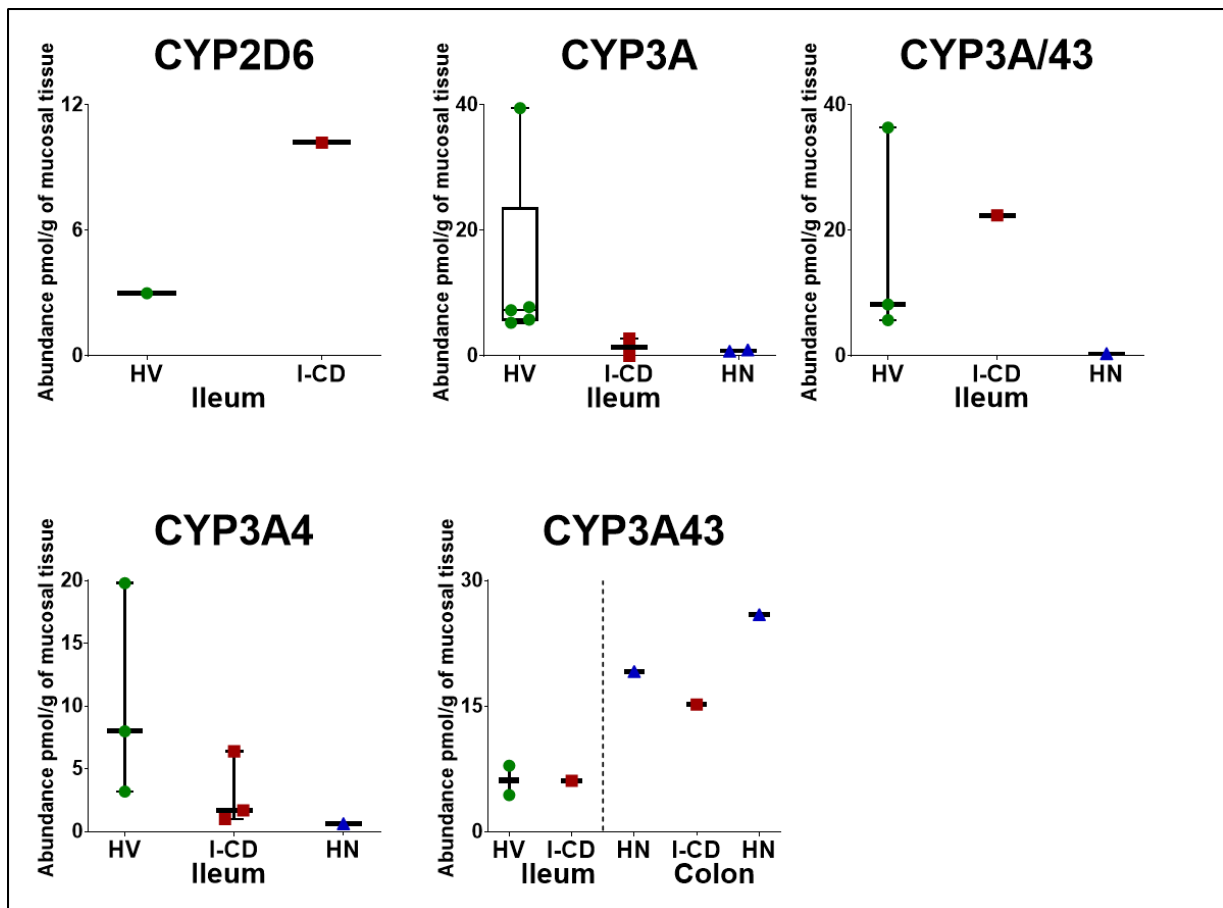 CYP2D6
Abundance pmol/g of mucosal tissue
12
6
0
HV
I-CD
Ileum
CYP3A
Abundance pmol/g of mucosal tissue
40
20
0
HV
I-CD
HN
Ileum
CYP3A/43
Abundance pmol/g of mucosal tissue
40
20
0
HV
I-CD
HN
Ileum
CYP3A4
Abundance pmol/g of mucosal tissue
20
15
10
5
0
HV
I-CD
HN
Ileum
CYP3A43
Abundance pmol/g of mucosal tissue
30
15
0
HV
I-CD
HN
I-CD
HN
Ileum
Colon